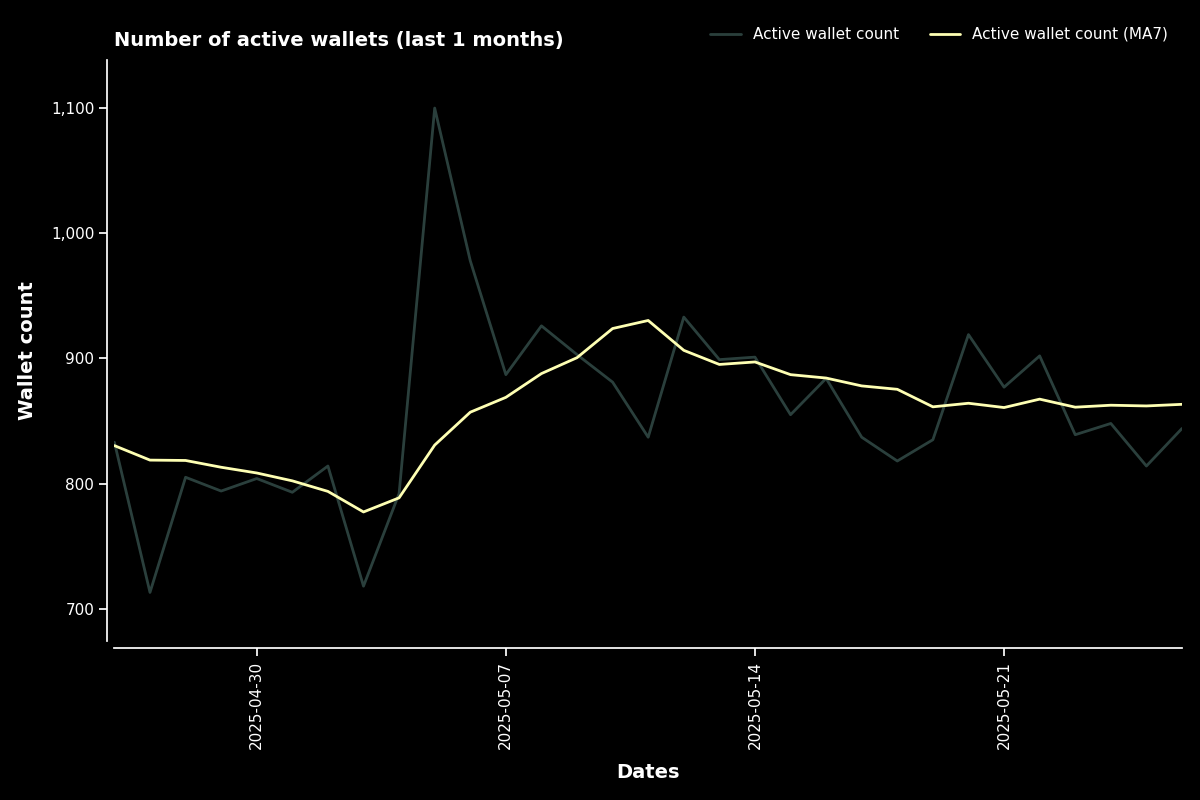 Number of active wallets (last 1 months)
Active wallet count
Active wallet count (MA7)
Wallet count
1,100
1,000
900
800
700
2025-04-30
2025-05-07
2025-05-14
2025-05-21
Dates